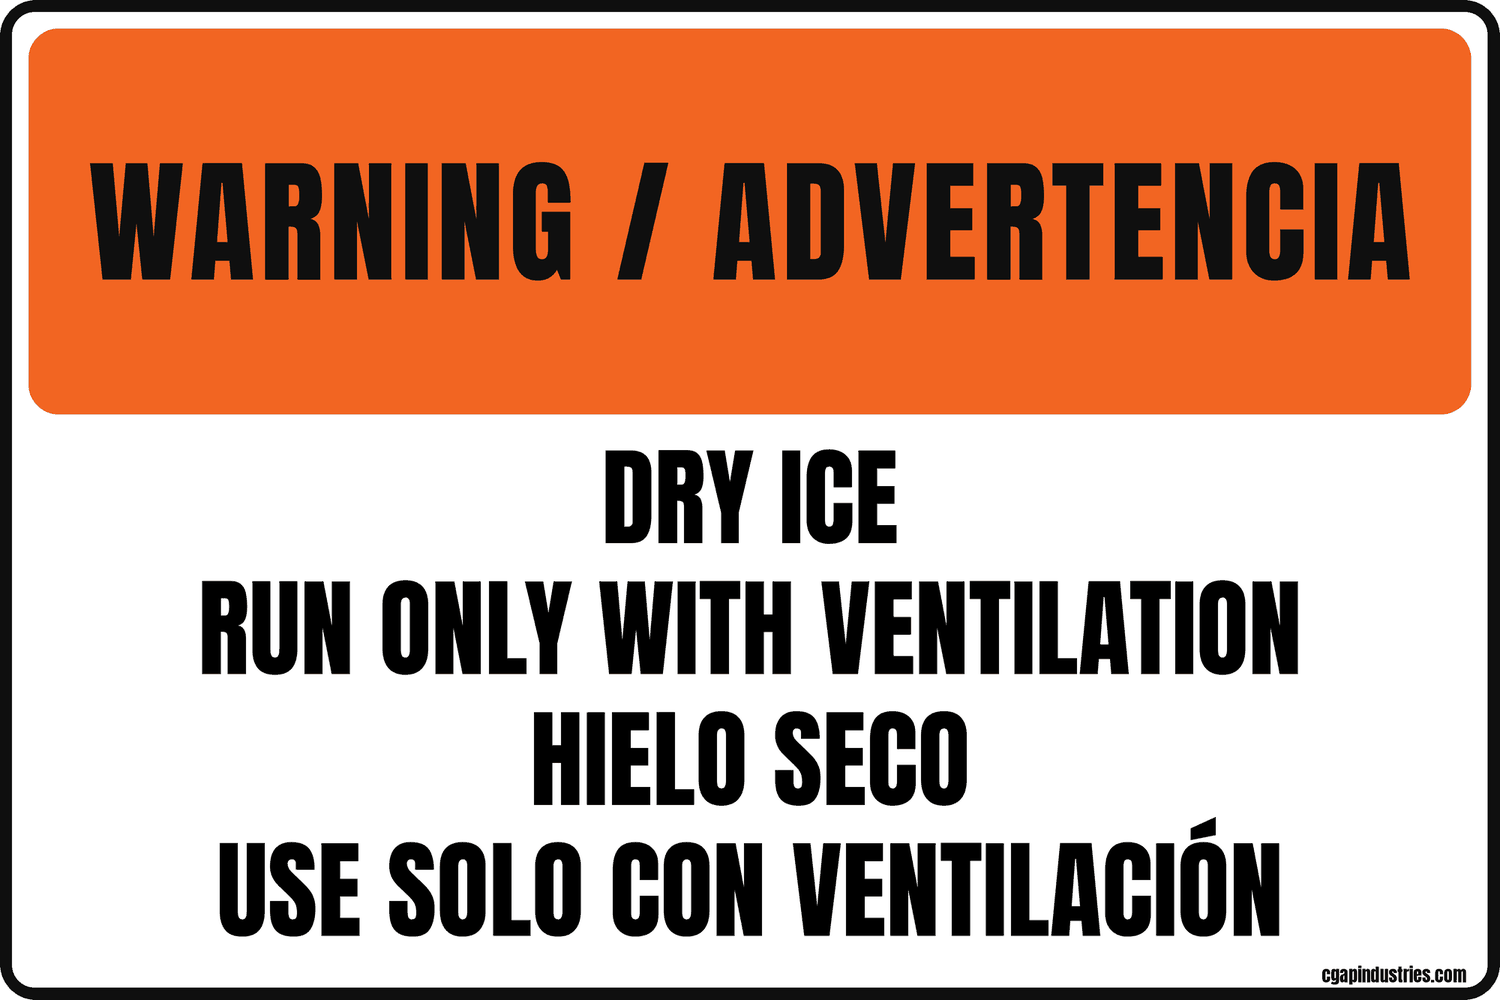 WARNING / ADVERTENCIA
DRY ICE
RUN ONLY WITH VENTILATION
HIELO SECO
USE SOLO CON VENTILACIÓN
cgapindustries.com